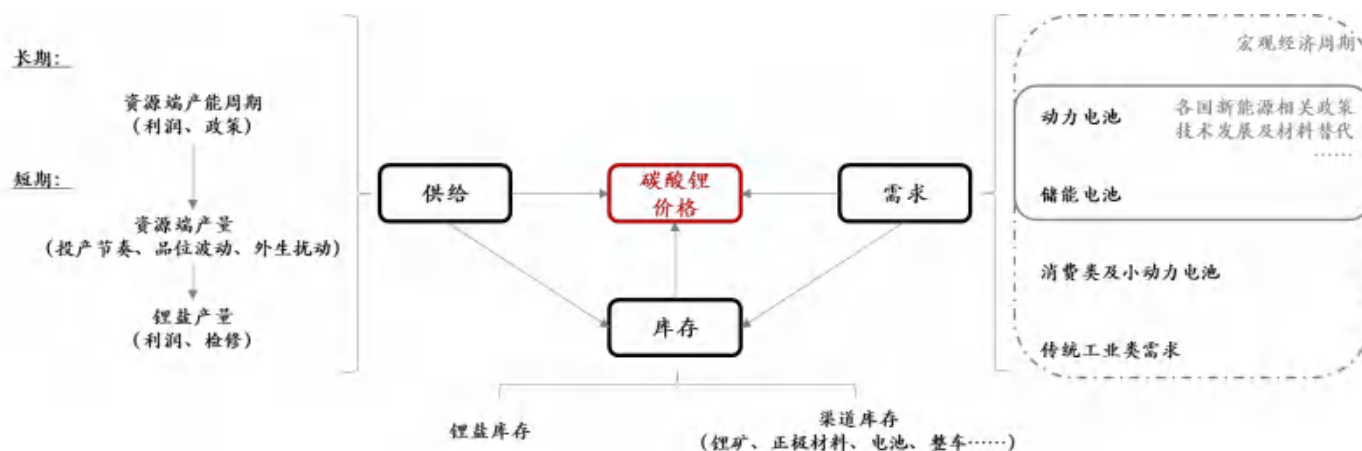 长期:
资源端产能周期
(利润、政策)
短期:
资源端产量
(投产节奏、品位波动、外生扰动)
锂盐产量
(利润、检修)
供给
碳酸锂
价格
需求
库存
锂盐库存
渠道库存
(锂矿、正极材料、电池、整车……)
宏观经济周期
动力电池
各国新能源相关政策
技术发展及材料替代
……
储能电池
消费类及小动力电池
传统工业类需求